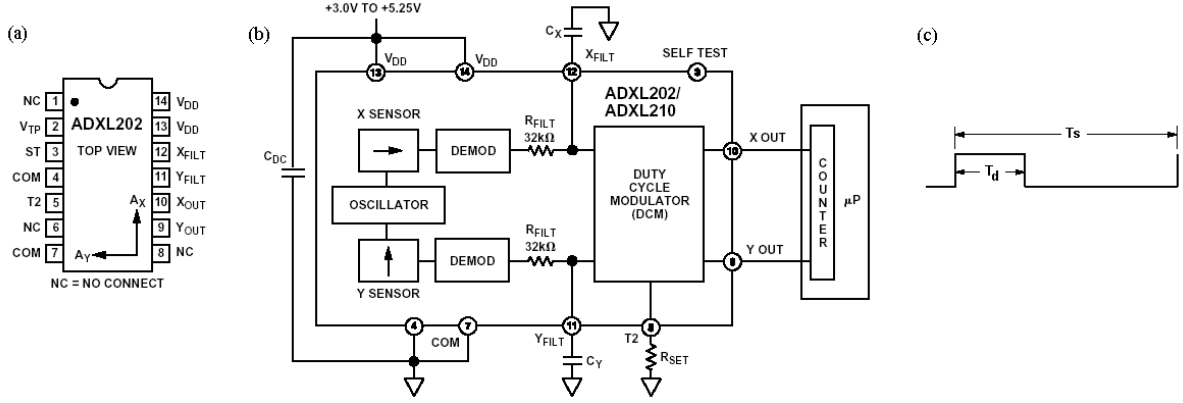 (a)
NC 1
VTP 2
ST 3
COM 4
T2 5
NC 6
COM 7
ADXL202
TOP VIEW
AX
AY
14 VDD
13 VDD
12 XFILT
11 YFILT
10 XOUT
9 YOUT
8 NC
NC = NO CONNECT
(b)
+3.0V TO +5.25V
CX
XFILT
SELF TEST
VDD
VDD
13
14
12
3
ADXL202/
ADXL210
X SENSOR
DEMOD
RFILT
32kΩ
CDC
OSCILLATOR
DUTY
CYCLE
MODULATOR
(DCM)
10
X OUT
COUNTER
μP
RFILT
32kΩ
DEMOD
Y SENSOR
Y OUT
4
7
COM
YFILT
11
T2
CY
RSET
(c)
Ts
Td